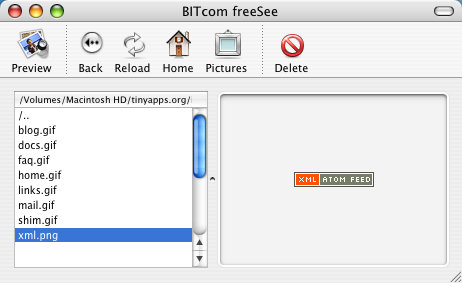 BITcom freeSee
Preview Back Reload Home Pictures Delete
/Volumes/Macintosh HD/tinyapps.org/
/..
blog.gif
docs.gif
faq.gif
home.gif
links.gif
mail.gif
shim.gif
xml.png
XML ATOM FEED